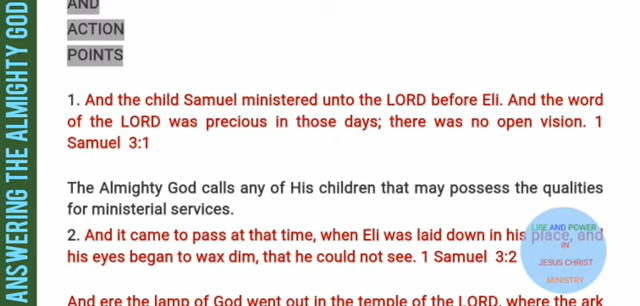 ANSWERING THE ALMIGHTY GOD
AND
ACTION
POINTS
1. And the child Samuel ministered unto the LORD before Eli. And the word
of the LORD was precious in those days; there was no open vision. 1
Samuel 3:1
The Almighty God calls any of His children that may possess the qualities
for ministerial services.
2. And it came to pass at that time, when Eli was laid down in his place, and
his eyes began to wax dim, that he could not see. 1 Samuel 3:2
LIFE AND POWER
IN
JESUS CHRIST
MINISTRY
And ere the lamp of God went out in the temple of the LORD, where the ark